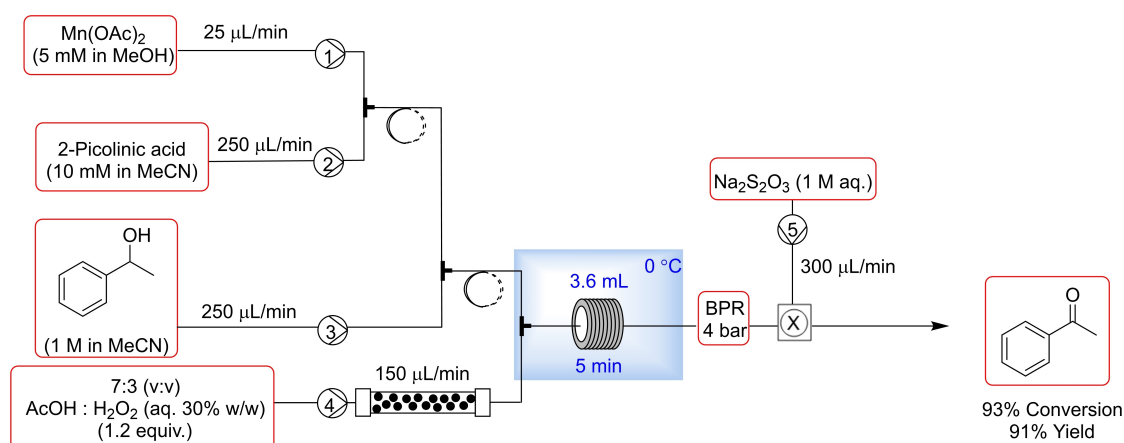 Mn(OAc)₂
(5 mM in MeOH)
25 μL/min
1
2-Picolinic acid
(10 mM in MeCN)
250 μL/min
2
OH
(1 M in MeCN)
250 μL/min
3
7:3 (v:v)
AcOH : H₂O₂ (aq. 30% w/w)
(1.2 equiv.)
4
150 μL/min
0 °C
3.6 mL
5 min
BPR
4 bar
Na₂S₂O₃ (1 M aq.)
5
300 μL/min
X
O
93% Conversion
91% Yield